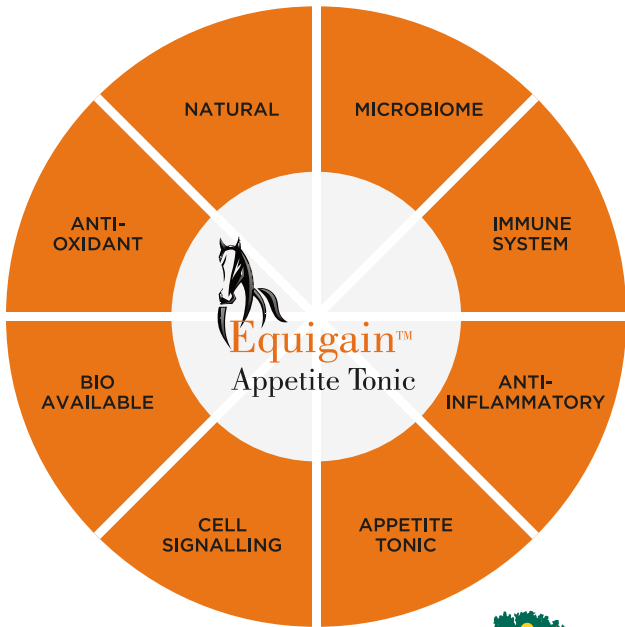 NATURAL
MICROBIOME
IMMUNE
SYSTEM
ANTI-
INFLAMMATORY
APPETITE
TONIC
CELL
SIGNALLING
BIO
AVAILABLE
ANTI-
OXIDANT
Equigain™
Appetite Tonic